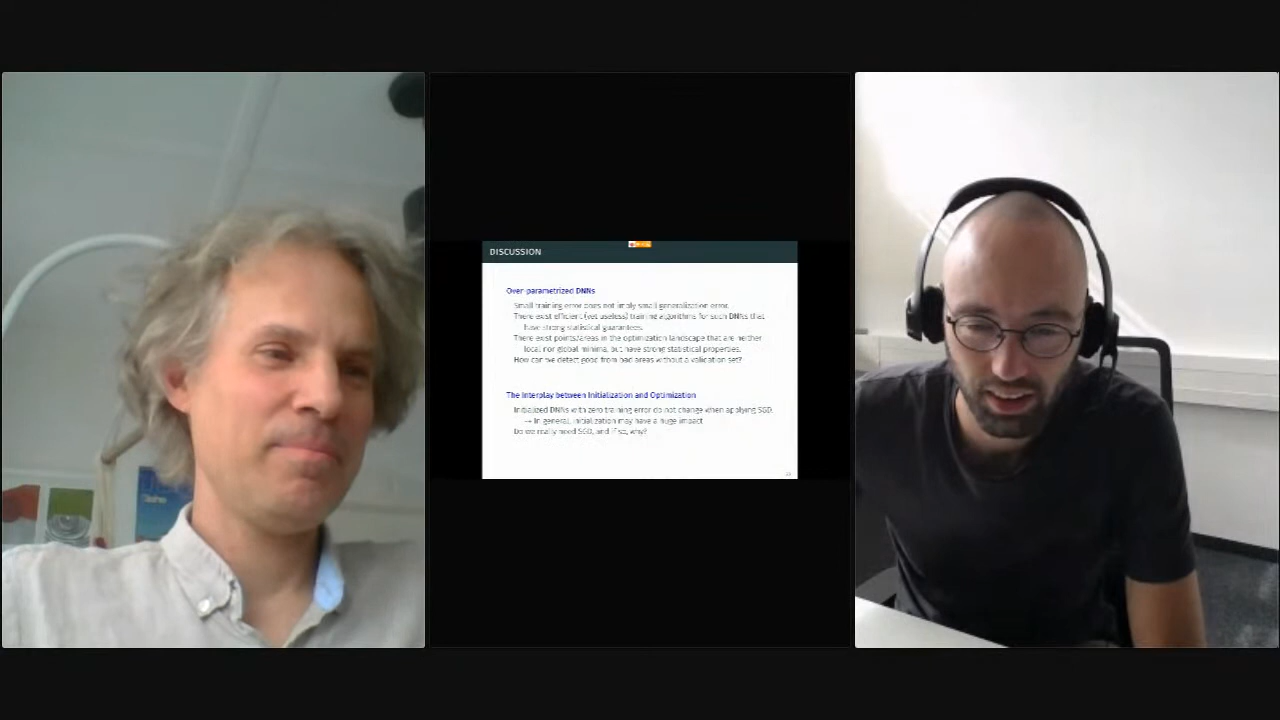 DISCUSSION
Over-parametrized DNNs
Small training error does not imply small generalization error.
There exist efficient (yet useless) training algorithms for such DNNs that
have strong statistical guarantees.
There exist points/areas in the optimization landscape that are neither
local nor global minima, but have strong statistical properties.
How can we detect good from bad areas without a validation set?
The Interplay between Initialization and Optimization
Initialized DNNs with zero training error do not change when applying SGD.
→ In general, initialization may have a huge impact
Do we really need SGD, and if so, why?